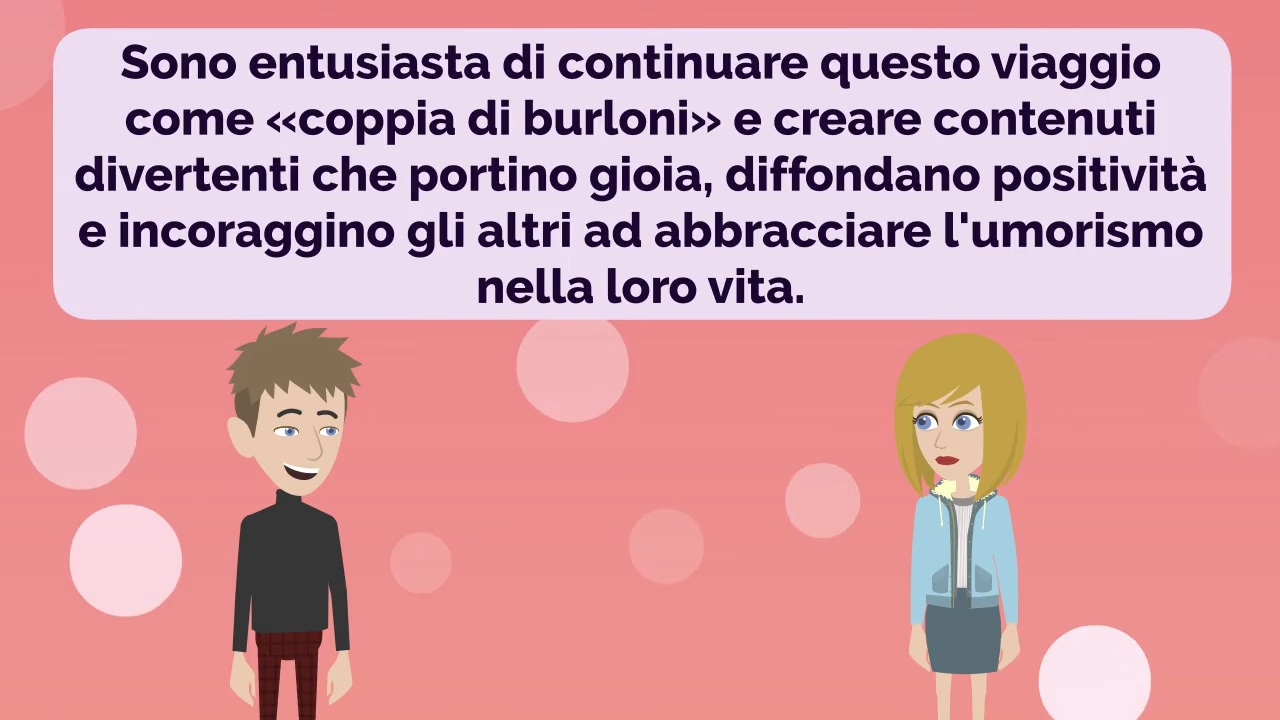 Sono entusiasta di continuare questo viaggio
come «coppia di burloni» e creare contenuti
divertenti che portino gioia, diffondano positività
e incoraggino gli altri ad abbracciare l'umorismo
nella loro vita.